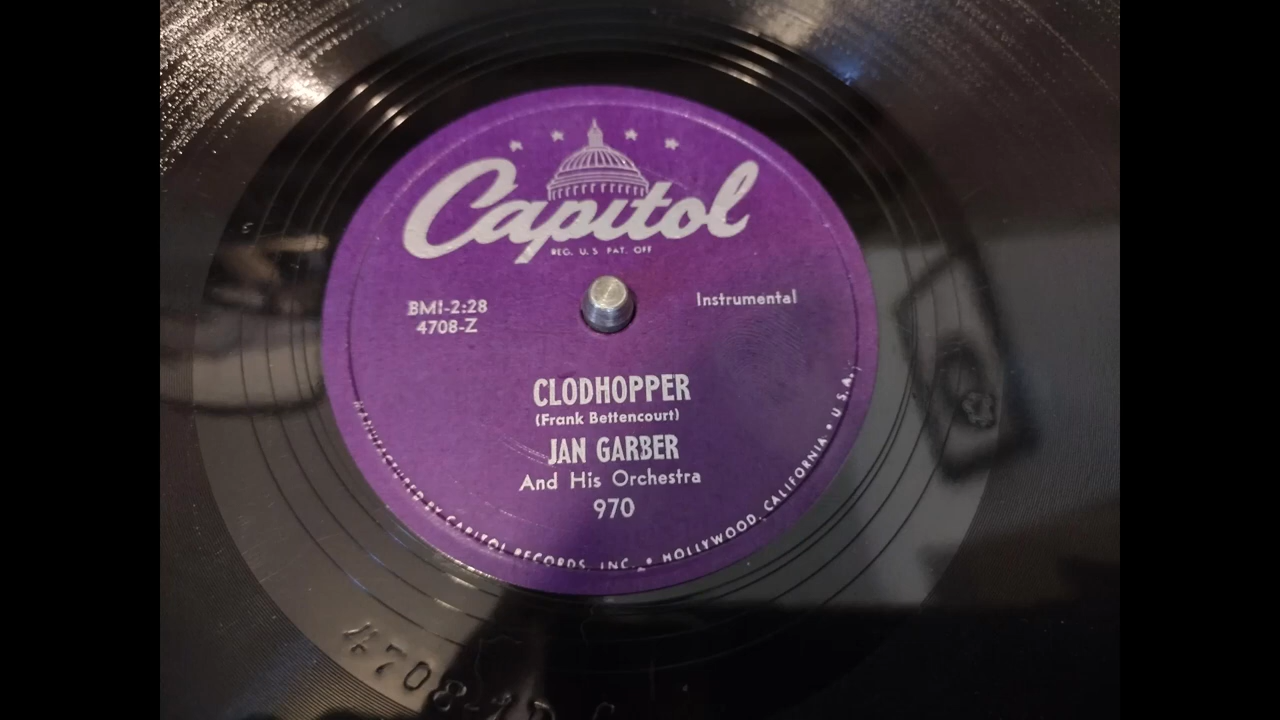 Capitol
REG. U.S. PAT. OFF.
BMI-2:28
4708-Z
Instrumental
CLODHOPPER
(Frank Bettencourt)
JAN GARBER
And His Orchestra
970
MANUFACTURED BY CAPITOL RECORDS, INC. • HOLLYWOOD, CALIFORNIA • U.S.A.
4708